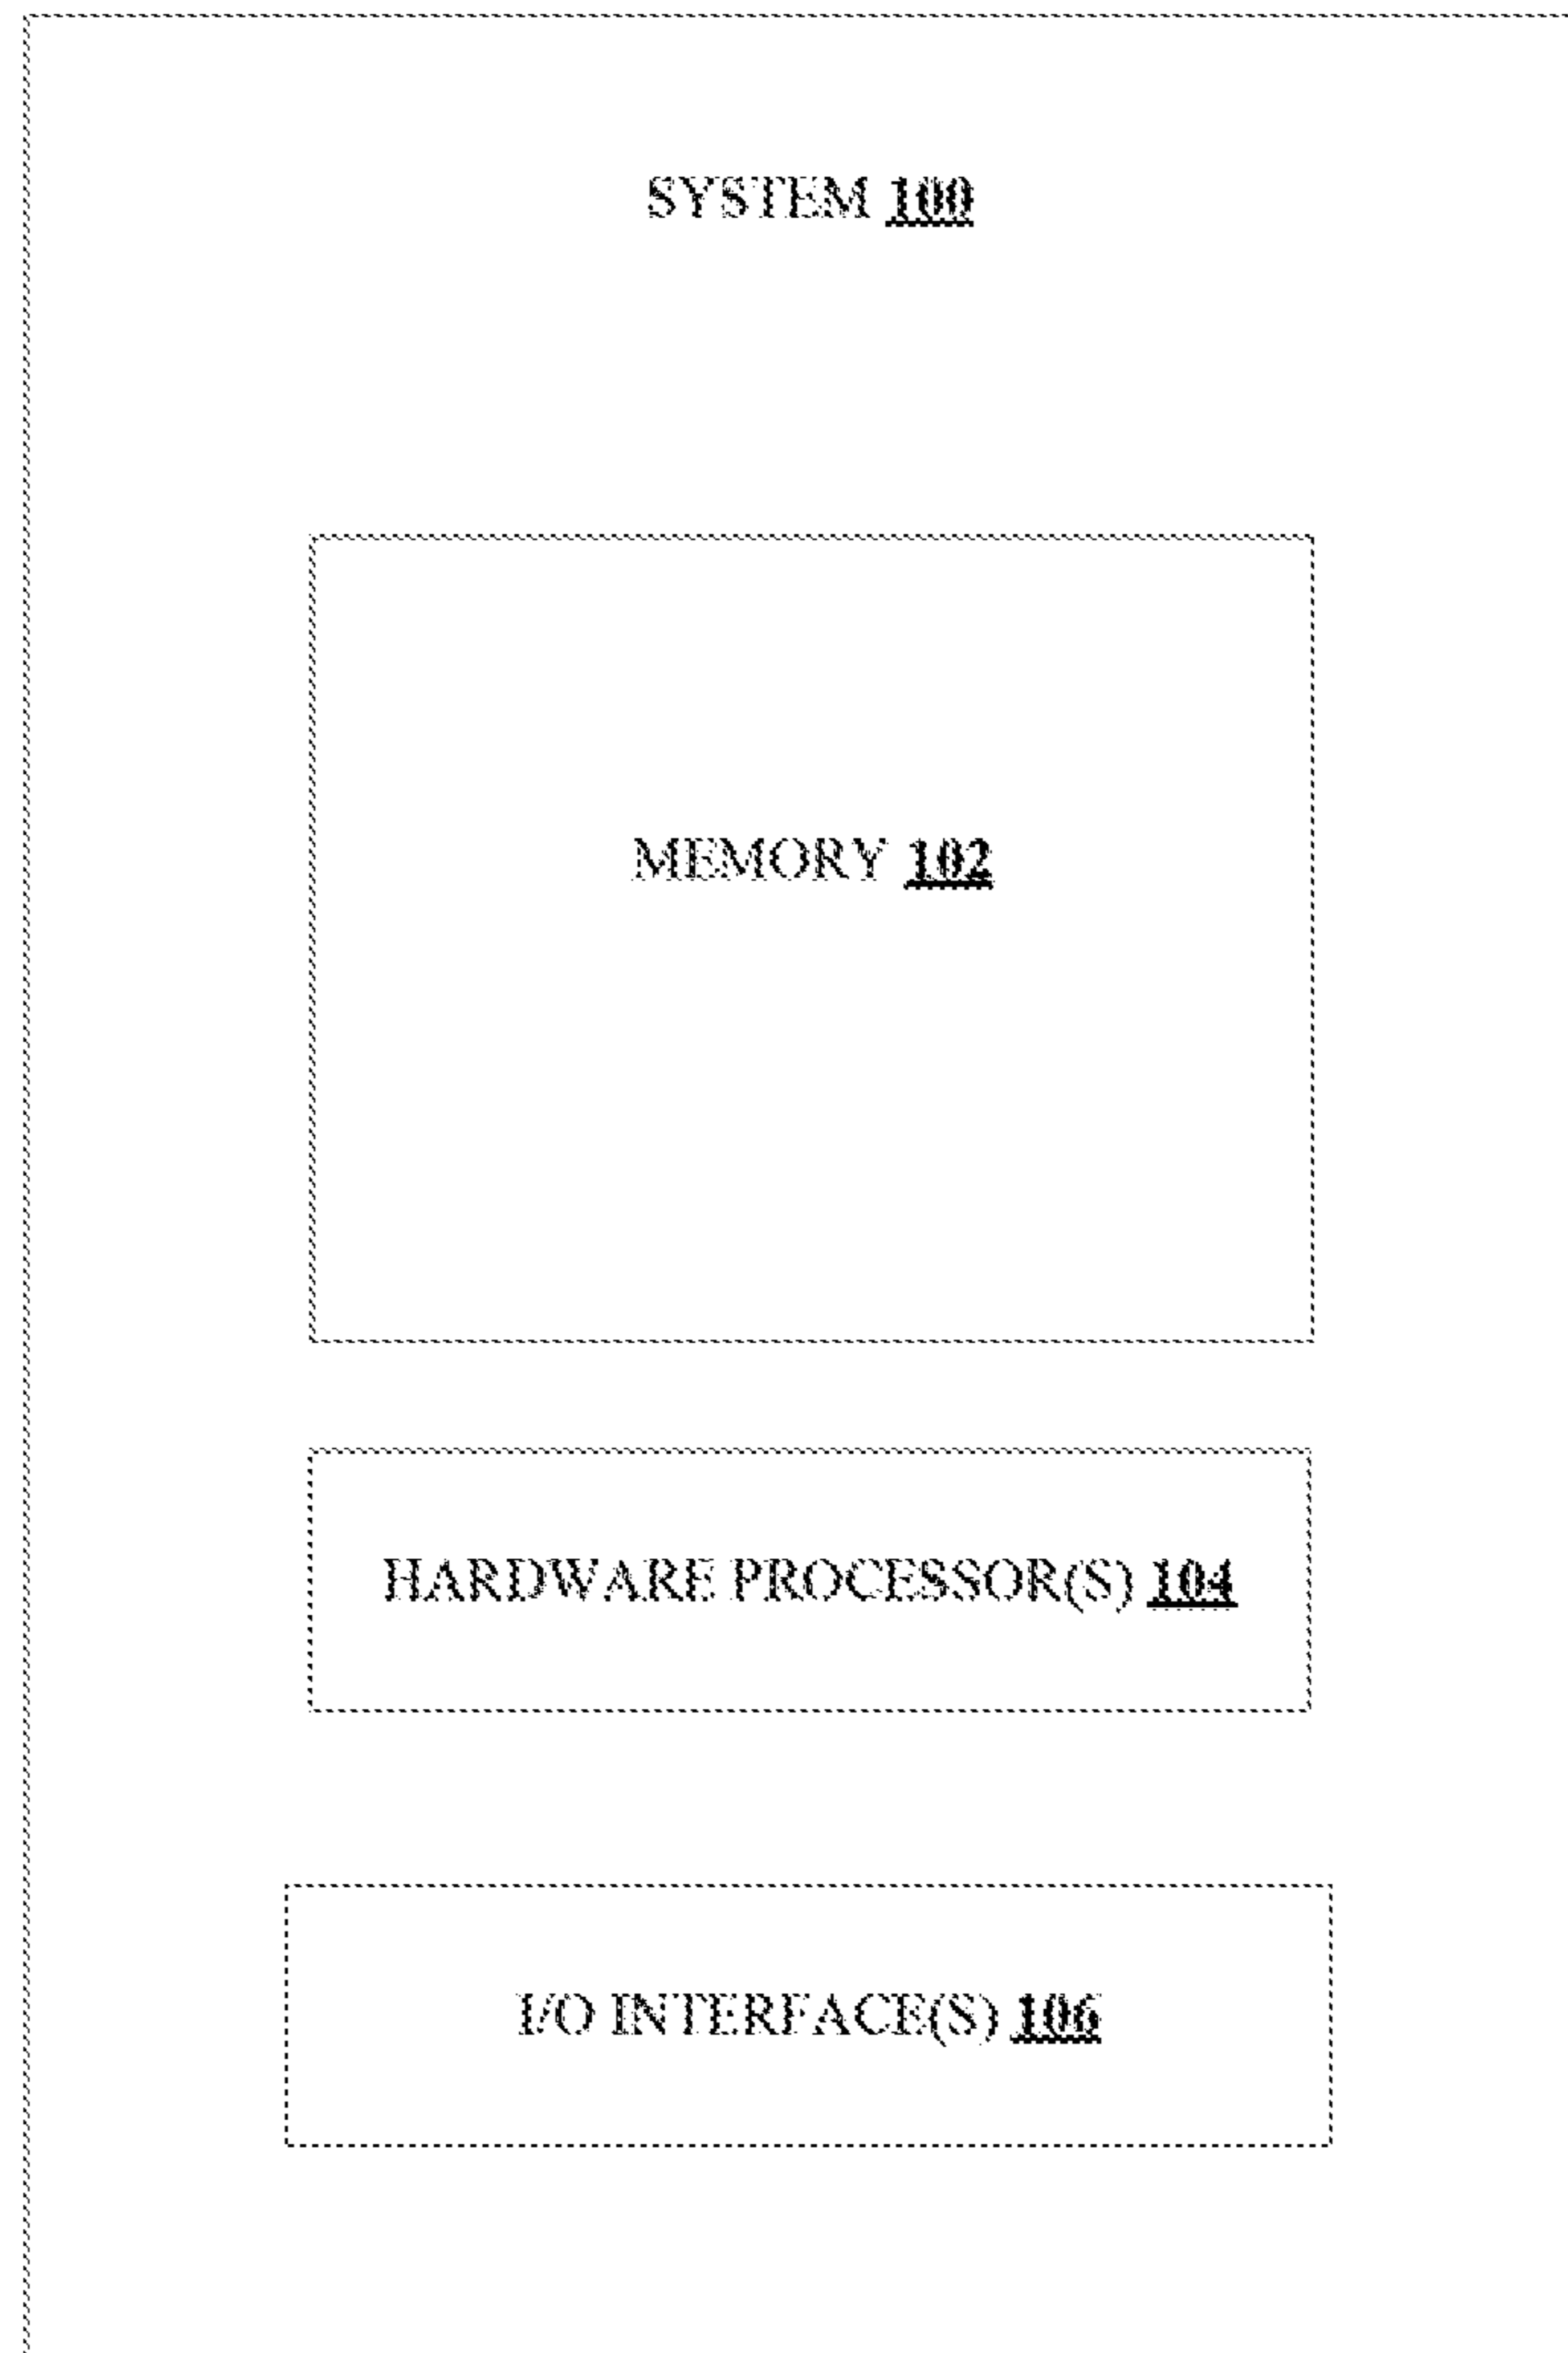 SYSTEM 100
MEMORY 102
HARDWARE PROCESSOR(S) 104
I/O INTERFACE(S) 106